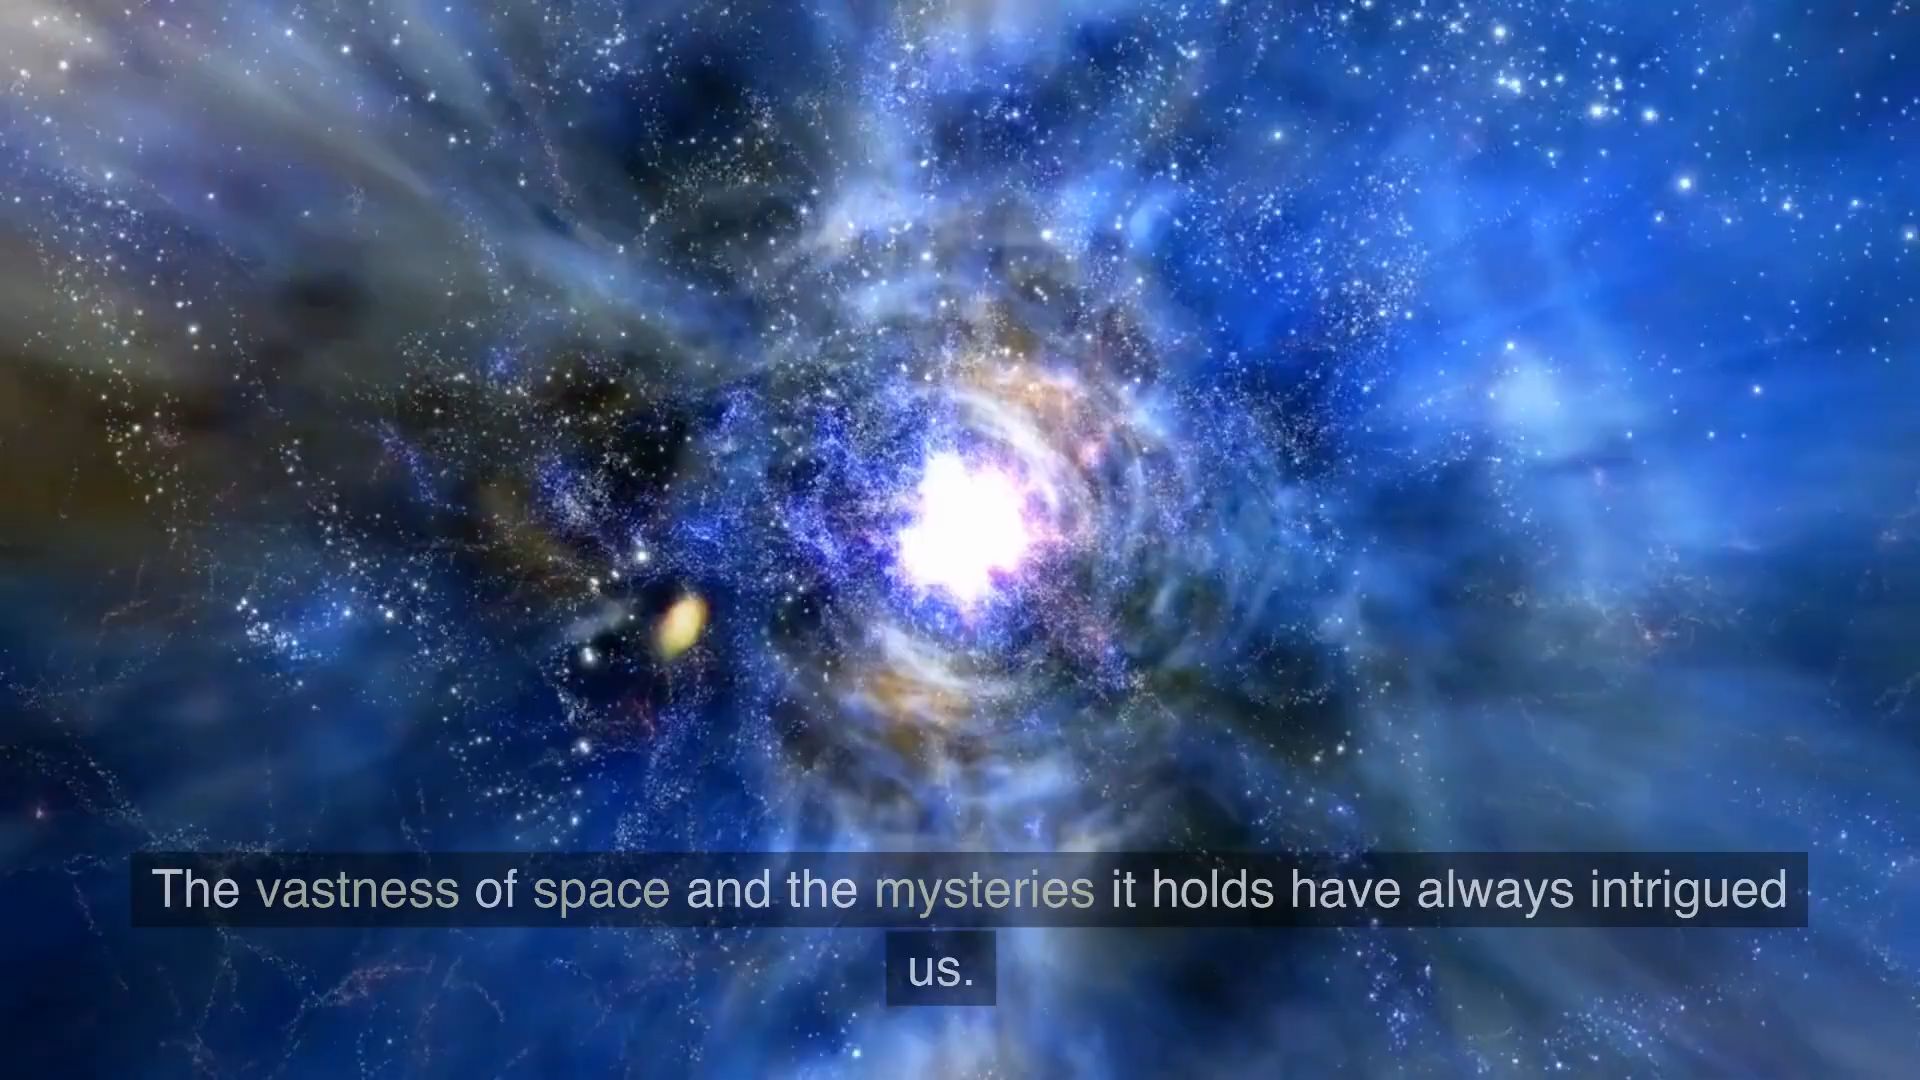 The vastness of space and the mysteries it holds have always intrigued
us.